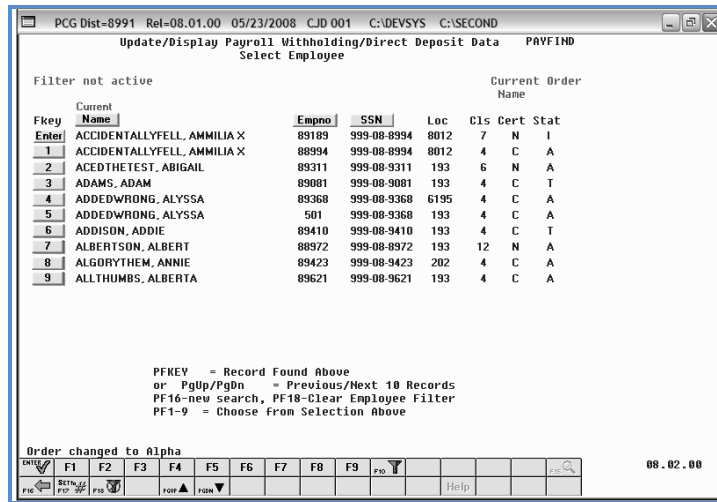 PCG Dist=8991 Rel=08.01.00 05/23/2008 CJD 001 C:\DEVSYS C:\SECOND
Update/Display Payroll Withholding/Direct Deposit Data PAYFIND
Select Employee
Filter not active Current Order
Name
Current
Fkey Name Empno SSN Loc Cls Cert Stat
Enter ACCIDENTALLYFELL, AMMILIA X 89189 999-08-8994 8012 7 N I
1 ACCIDENTALLYFELL, AMMILIA X 88994 999-08-8994 8012 4 C A
2 ACEDTHETEST, ABIGAIL 89311 999-08-9311 193 6 N A
3 ADAMS, ADAM 89081 999-08-9081 193 4 C T
4 ADDEDWRONG, ALYSSA 89368 999-08-9368 6195 4 C A
5 ADDEDWRONG, ALYSSA 501 999-08-9368 193 4 C A
6 ADDISON, ADDIE 89410 999-08-9410 193 4 C T
7 ALBERTSON, ALBERT 88972 999-08-8972 193 12 N A
8 ALGORYTHEM, ANNIE 89423 999-08-9423 202 4 C A
9 ALLTHUMBS, ALBERTA 89621 999-08-9621 193 4 C A
PFKEY = Record Found Above
or PgUp/PgDn = Previous/Next 10 Records
PF16-new search, PF18-Clear Employee Filter
PF1-9 = Choose from Selection Above
Order changed to Alpha
ENTER F1 F2 F3 F4 F5 F6 F7 F8 F9 F10 F15 08.02.00
F16 F17 # F18 PGUP PGDN Help